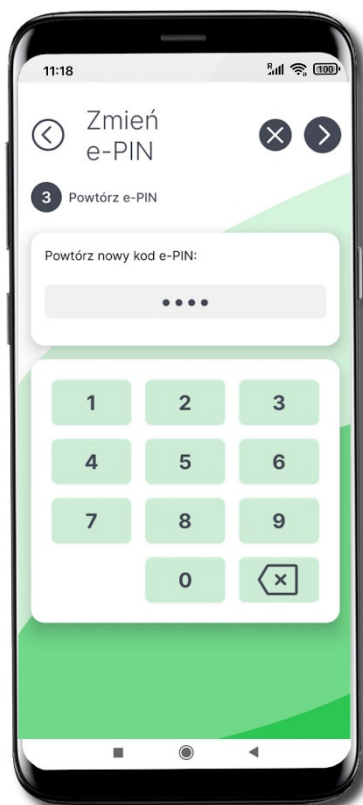 11:18
R
100
Zmień
e-PIN
3 Powtórz e-PIN
Powtórz nowy kod e-PIN:
••••
1 2 3
4 5 6
7 8 9
0